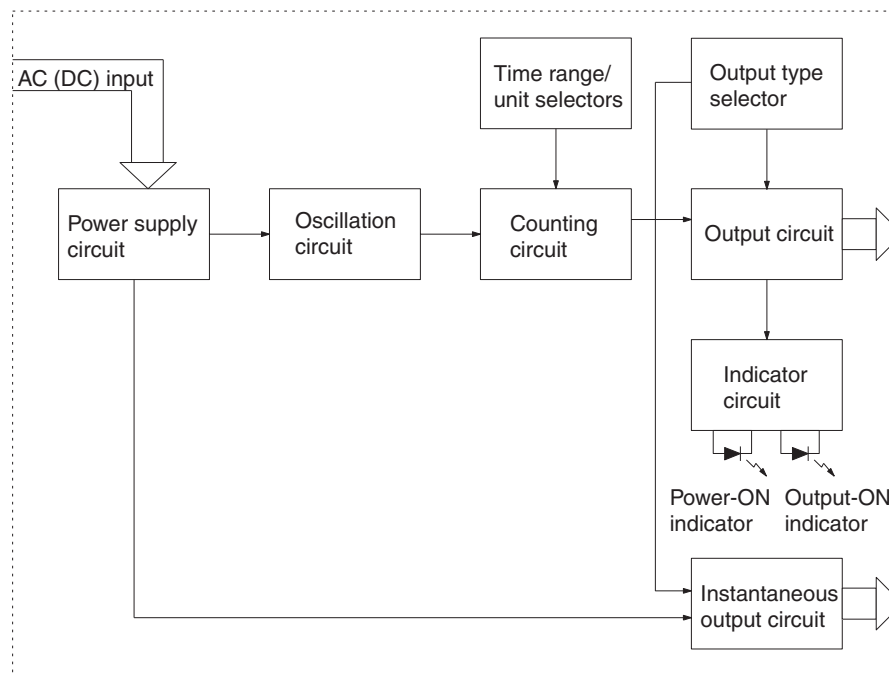 AC (DC) input
Time range/
unit selectors
Output type
selector
Power supply
circuit
Oscillation
circuit
Counting
circuit
Output circuit
Indicator
circuit
Power-ON
indicator
Output-ON
indicator
Instantaneous
output circuit